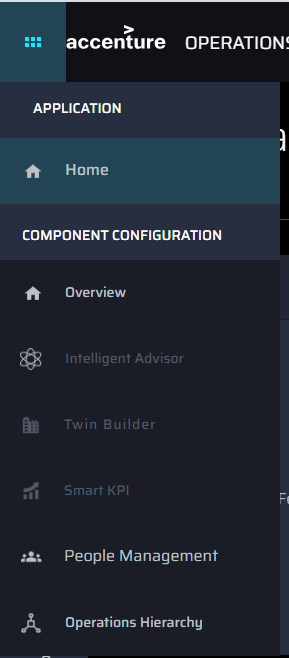 accenture OPERATIONS
APPLICATION
Home
COMPONENT CONFIGURATION
Overview
Intelligent Advisor
Twin Builder
Smart KPI
People Management
Operations Hierarchy